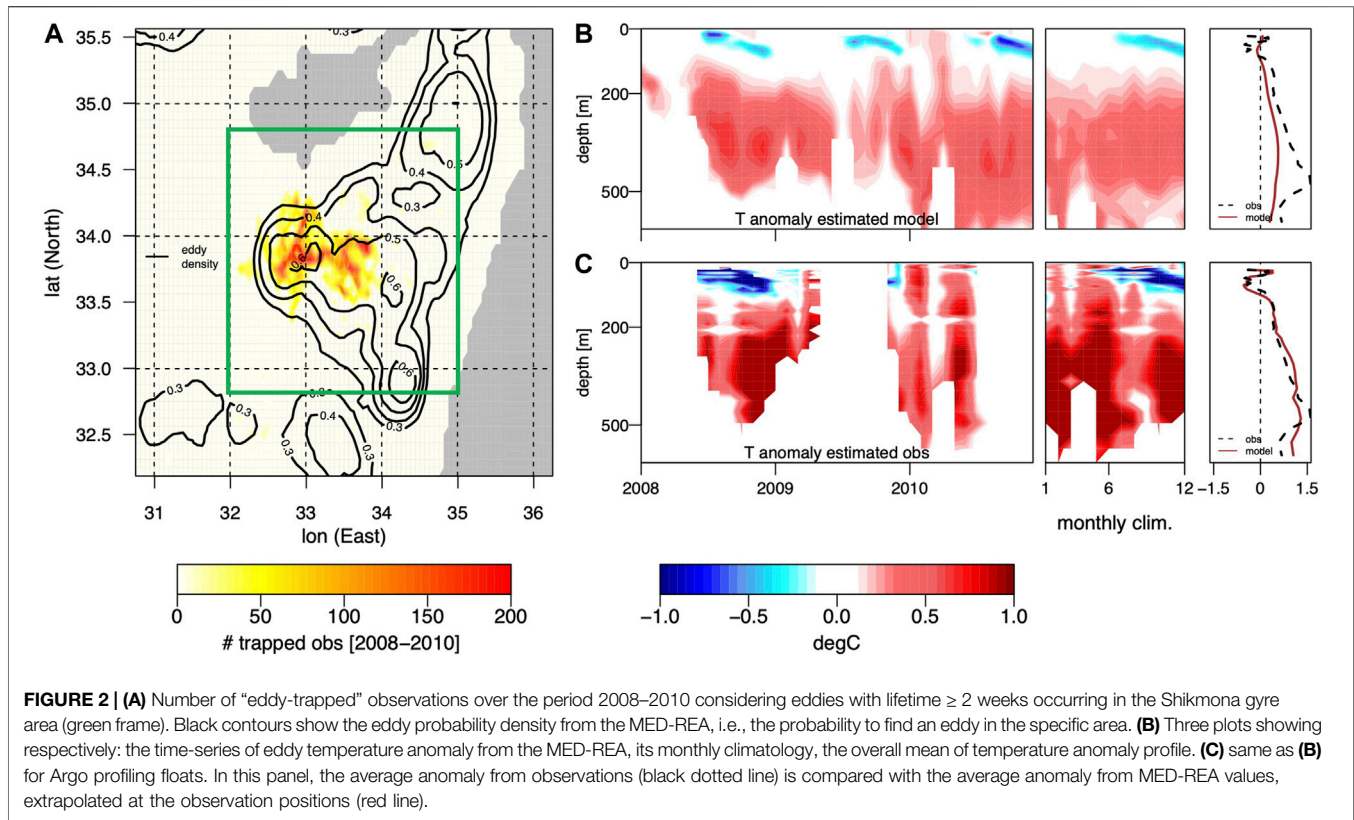 A
35.5
35.0
34.5
34.0
33.5
33.0
32.5
lat (North)
31
32
33
34
35
36
lon (East)
eddy
density
0.4
0.3
0.5
0.4
0.3
0.4
0.5
0.6
0.6
0.6
0.3
0.3
0.4
0.3
0.3
0.3
0.3
0
50
100
150
200
# trapped obs [2008–2010]
B
0
200
500
depth [m]
T anomaly estimated model
obs
model
C
0
200
500
depth [m]
T anomaly estimated obs
obs
model
2008
2009
2010
1
6
12
monthly clim.
−1.5
0
1.5
−1.0
−0.5
0.0
0.5
1.0
degC
FIGURE 2 | (A) Number of “eddy-trapped” observations over the period 2008–2010 considering eddies with lifetime ≥ 2 weeks occurring in the Shikmona gyre
area (green frame). Black contours show the eddy probability density from the MED-REA, i.e., the probability to find an eddy in the specific area. (B) Three plots showing
respectively: the time-series of eddy temperature anomaly from the MED-REA, its monthly climatology, the overall mean of temperature anomaly profile. (C) same as (B)
for Argo profiling floats. In this panel, the average anomaly from observations (black dotted line) is compared with the average anomaly from MED-REA values,
extrapolated at the observation positions (red line).